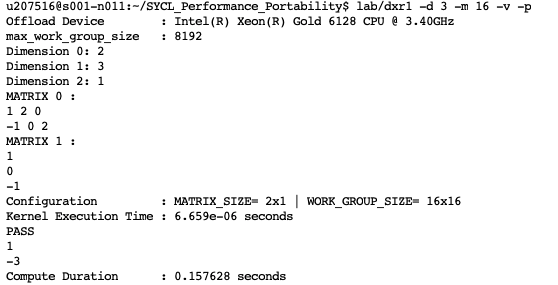 u207516@s001-n011:~/SYCL_Performance_Portability$ lab/dxr1 -d 3 -m 16 -v -p
Offload Device : Intel(R) Xeon(R) Gold 6128 CPU @ 3.40GHz
max_work_group_size : 8192
Dimension 0: 2
Dimension 1: 3
Dimension 2: 1
MATRIX 0 :
1 2 0
-1 0 2
MATRIX 1 :
1
0
-1
Configuration : MATRIX_SIZE= 2x1 | WORK_GROUP_SIZE= 16x16
Kernel Execution Time : 6.659e-06 seconds
PASS
1
-3
Compute Duration : 0.157628 seconds